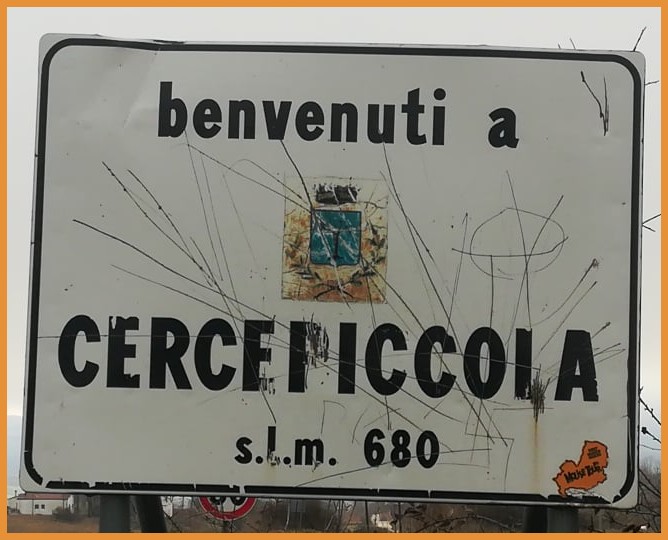 benvenuti a
CERCEPICCOLA
s.l.m. 680